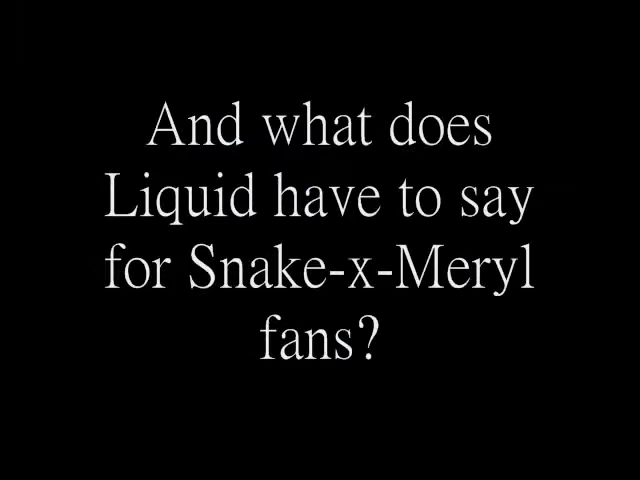 And what does
Liquid have to say
for Snake-x-Meryl
fans?